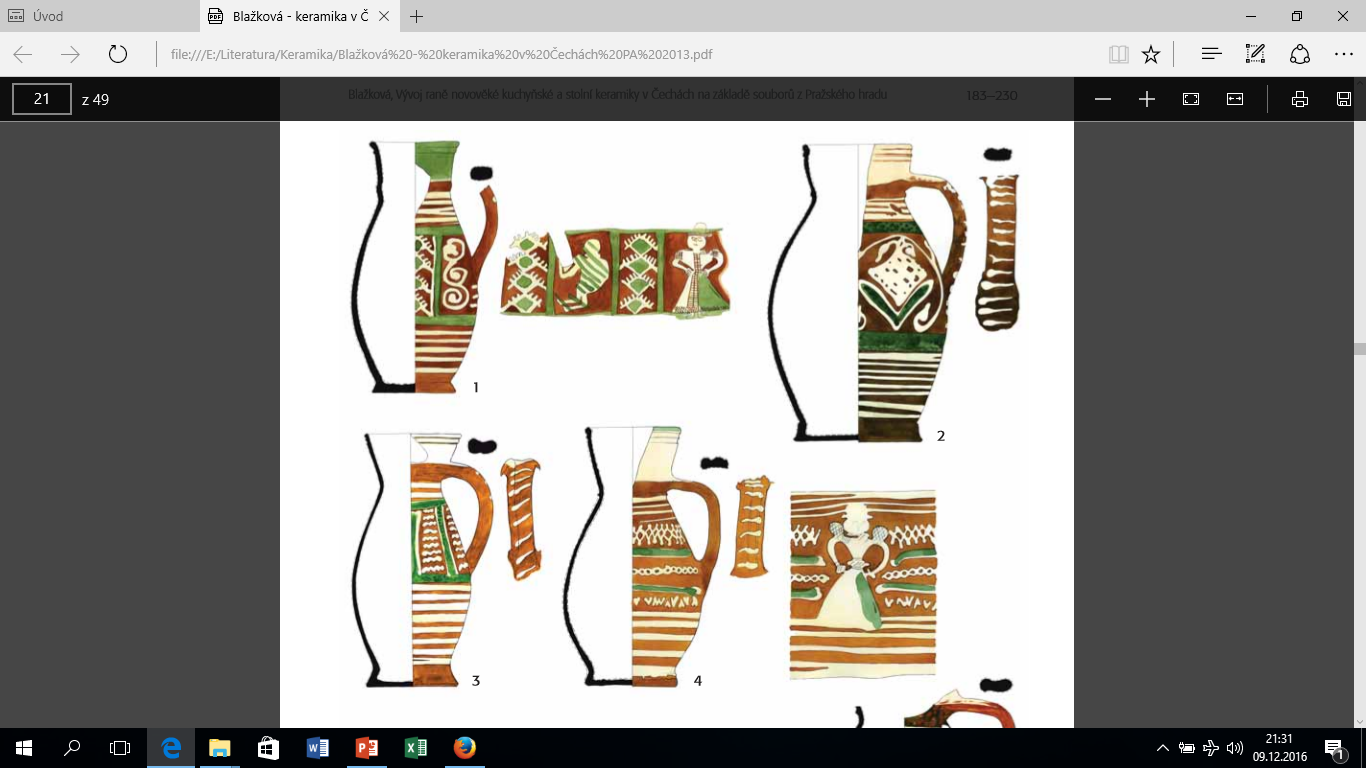 Úvod
Blažková - keramika v Č
file:///E:/Literatura/Keramika/Blažková%20-%20keramika%20v%20Čechách%20PA%202013.pdf
21 z 49
Blažková, Vývoj raně novověké kuchyňské a stolní keramiky v Čechách na základě souborů z Pražského hradu 183–230
1
2
3
4
21:31
09.12.2016
1